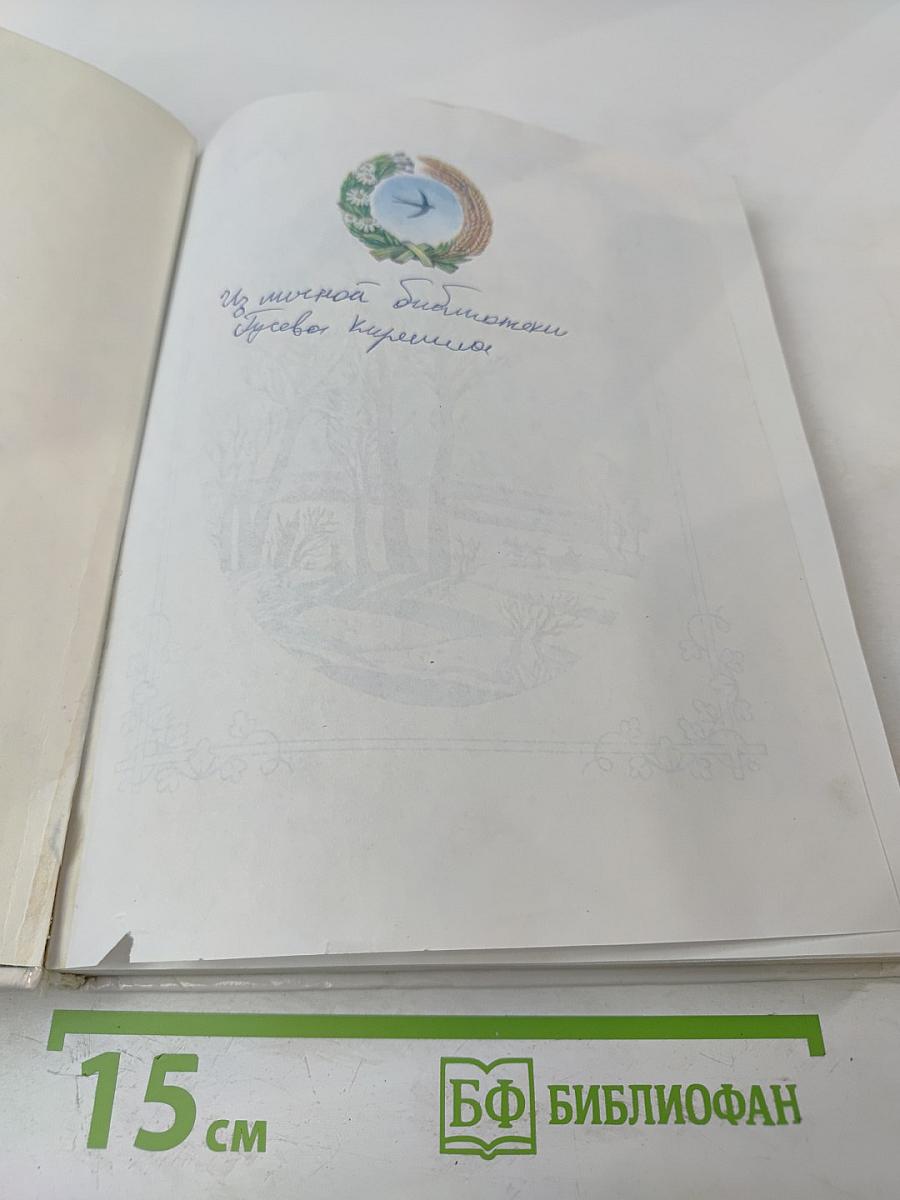 Из личной библиотеки
Гусева Кирилла
15 см
БФ БИБЛИОФАН